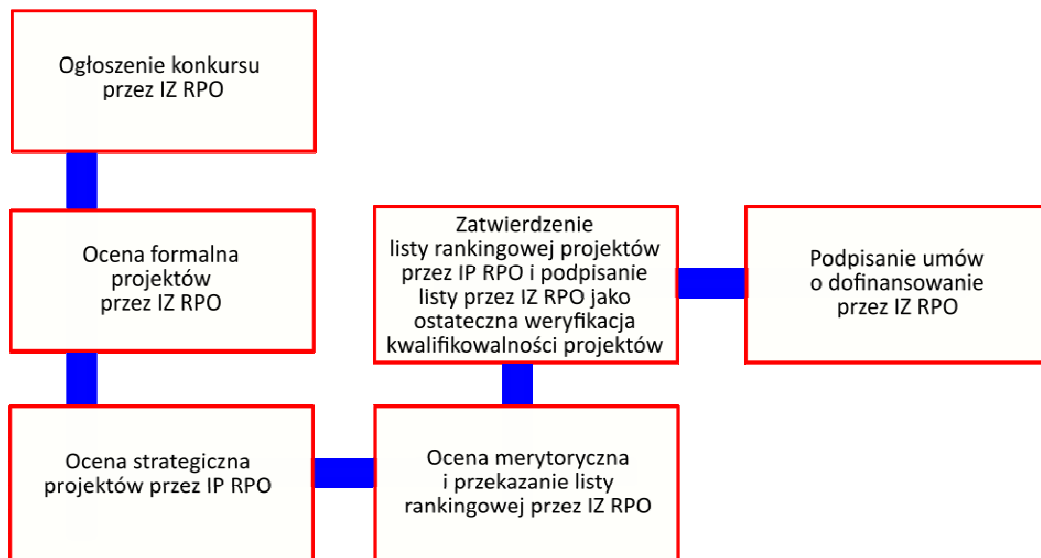 Ogłoszenie konkursu
przez IZ RPO
Ocena formalna
projektów
przez IZ RPO
Ocena strategiczna
projektów przez IP RPO
Ocena merytoryczna
i przekazanie listy
rankingowej przez IZ RPO
Zatwierdzenie
listy rankingowej projektów
przez IP RPO i podpisanie
listy przez IZ RPO jako
ostateczna weryfikacja
kwalifikowalności projektów
Podpisanie umów
o dofinansowanie
przez IZ RPO